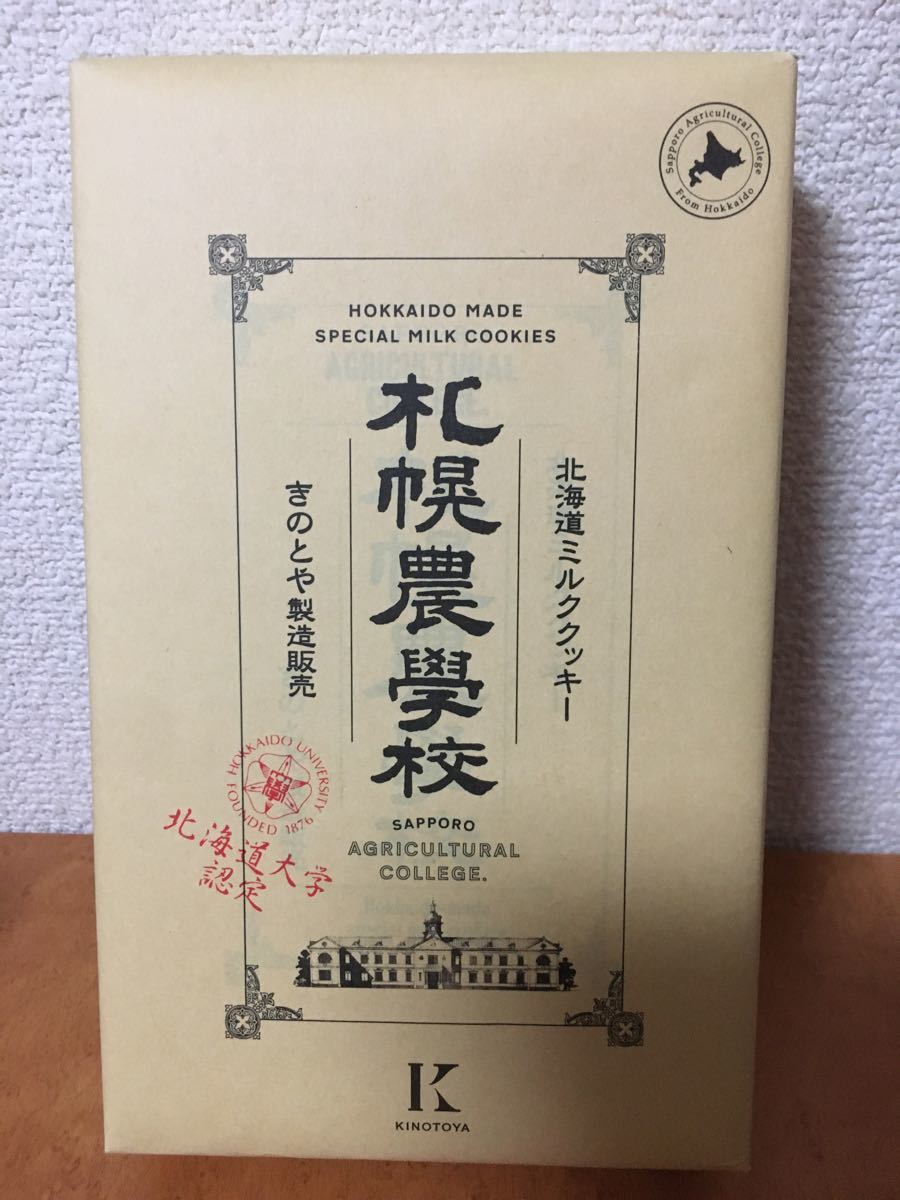 Sapporo Agricultural College
From Hokkaido
HOKKAIDO MADE
SPECIAL MILK COOKIES
北海道ミルククッキー
札幌農學校
きのとや製造販売
HOKKAIDO UNIVERSITY
FOUNDED 1876
北海道大学
認定
SAPPORO
AGRICULTURAL
COLLEGE.
K
KINOTOYA